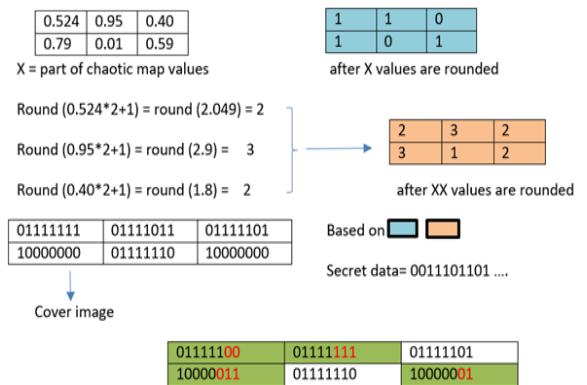 0.524 0.95 0.40
0.79 0.01 0.59
X = part of chaotic map values
1 1 0
1 0 1
after X values are rounded
Round (0.524*2+1) = round (2.049) = 2
Round (0.95*2+1) = round (2.9) = 3
Round (0.40*2+1) = round (1.8) = 2
2 3 2
3 1 2
after XX values are rounded
01111111 01111011 01111101
10000000 01111110 10000000
Cover image
Based on
Secret data= 0011101101 ....
01111100 01111111 01111101
10000011 01111110 10000001